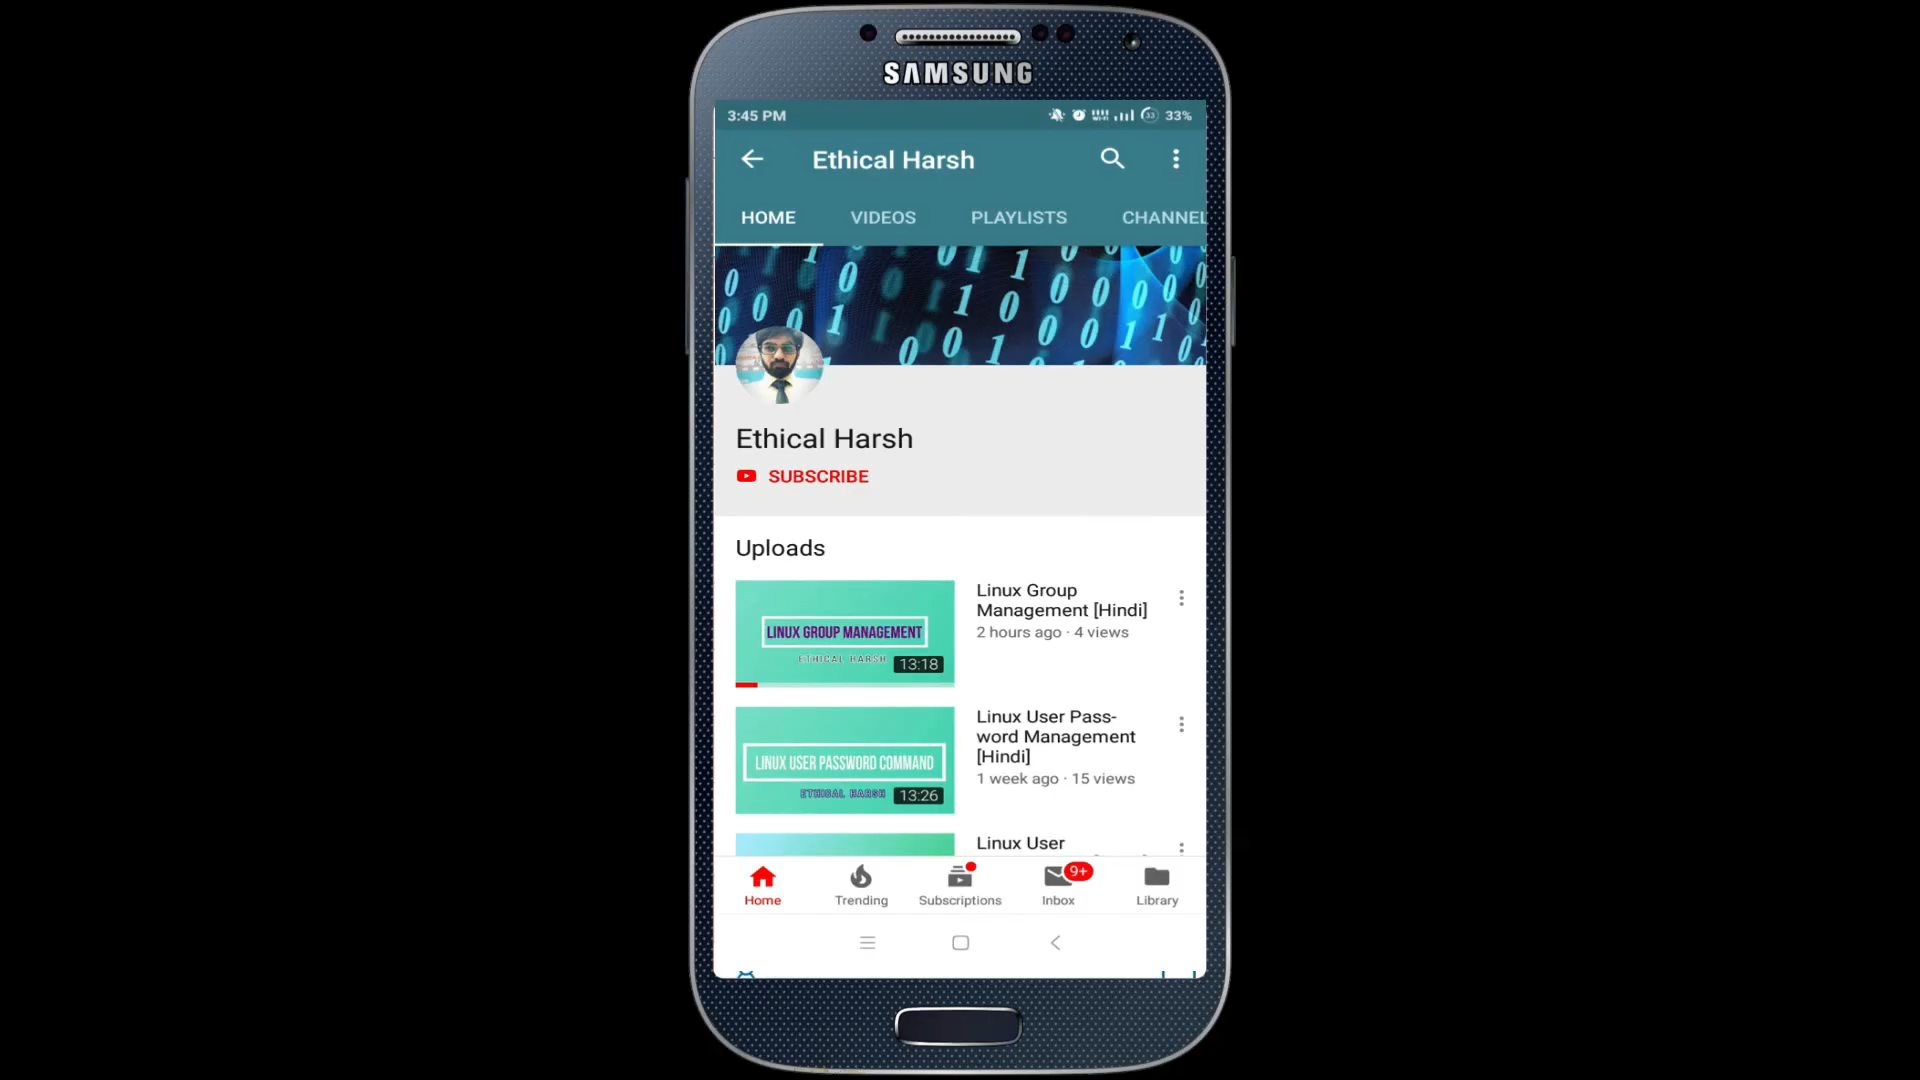 SAMSUNG
3:45 PM
33
33%
Ethical Harsh
HOME
VIDEOS
PLAYLISTS
CHANNEL
Ethical Harsh
SUBSCRIBE
Uploads
LINUX GROUP MANAGEMENT
ETHICAL HARSH
13:18
Linux Group
Management [Hindi]
2 hours ago · 4 views
LINUX USER PASSWORD COMMAND
ETHICAL HARSH
13:26
Linux User Pass-
word Management
[Hindi]
1 week ago · 15 views
Linux User
9+
Home
Trending
Subscriptions
Inbox
Library